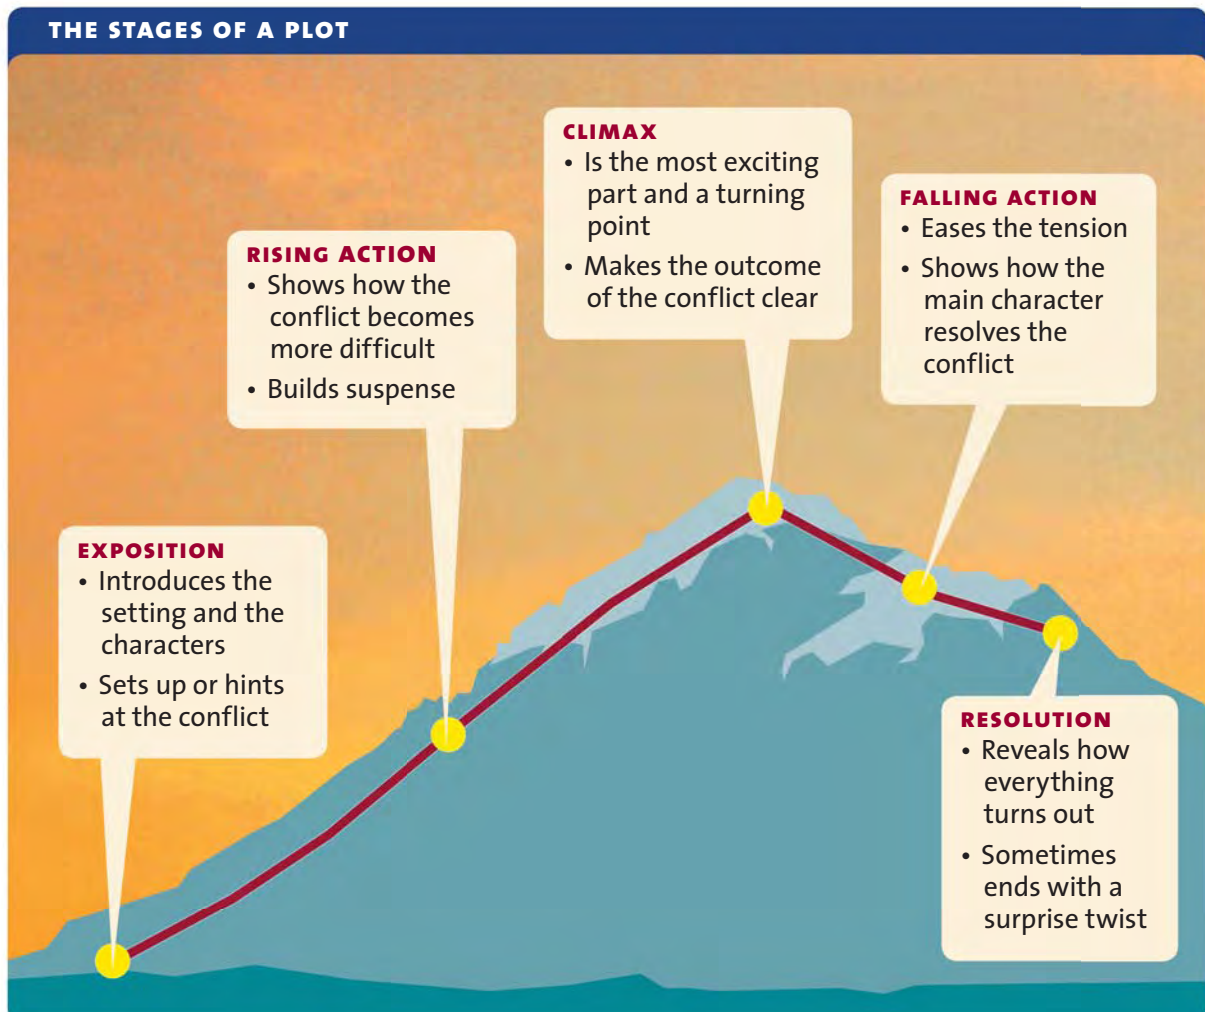 THE STAGES OF A PLOT
EXPOSITION
• Introduces the
setting and the
characters
• Sets up or hints
at the conflict
RISING ACTION
• Shows how the
conflict becomes
more difficult
• Builds suspense
CLIMAX
• Is the most exciting
part and a turning
point
• Makes the outcome
of the conflict clear
FALLING ACTION
• Eases the tension
• Shows how the
main character
resolves the
conflict
RESOLUTION
• Reveals how
everything
turns out
• Sometimes
ends with a
surprise twist